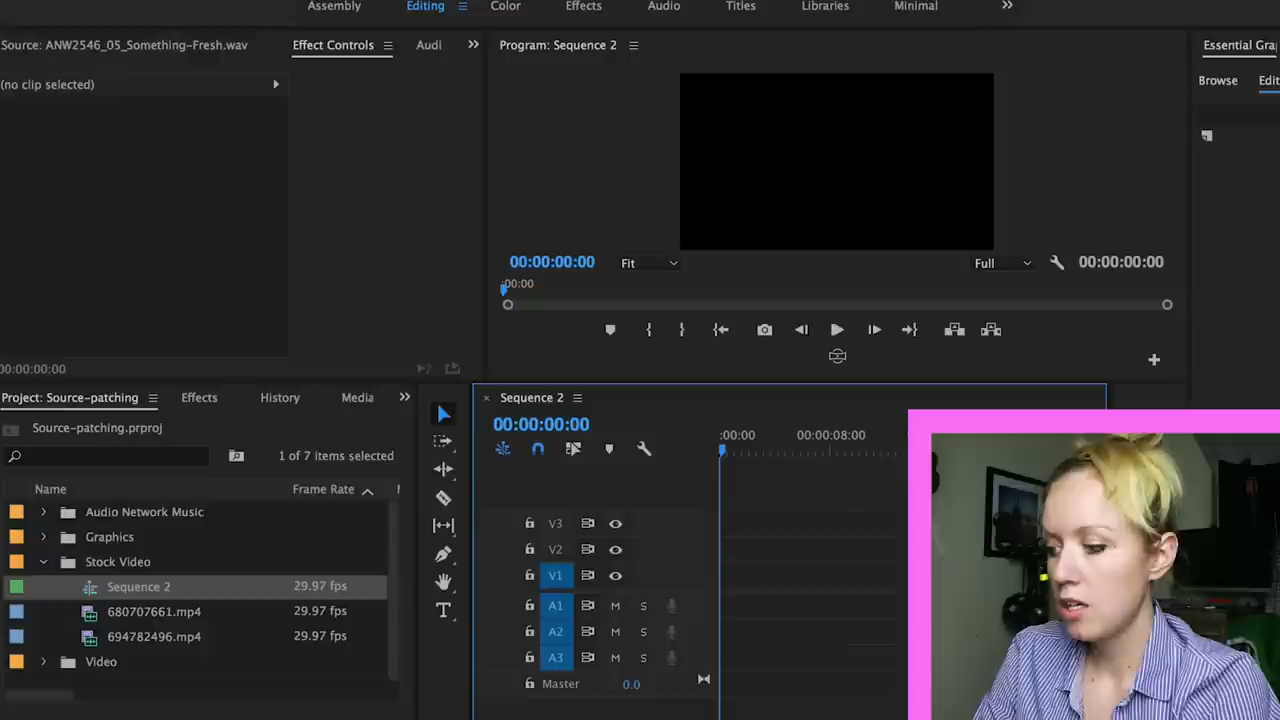 Assembly Editing Color Effects Audio Titles Libraries Minimal
Source: ANW2546_05_Something-Fresh.wav Effect Controls Audi
(no clip selected)
00:00:00:00
Program: Sequence 2
00:00:00:00 Fit Full 00:00:00:00
:00:00
Essential Gra
Browse Edit
Project: Source-patching Effects History Media
Source-patching.prproj
1 of 7 items selected
Name Frame Rate
Audio Network Music
Graphics
Stock Video
Sequence 2 29.97 fps
680707661.mp4 29.97 fps
694782496.mp4 29.97 fps
Video
Sequence 2
00:00:00:00
:00:00 00:00:08:00
V3
V2
V1
A1 M S
A2 M S
A3 M S
Master 0.0